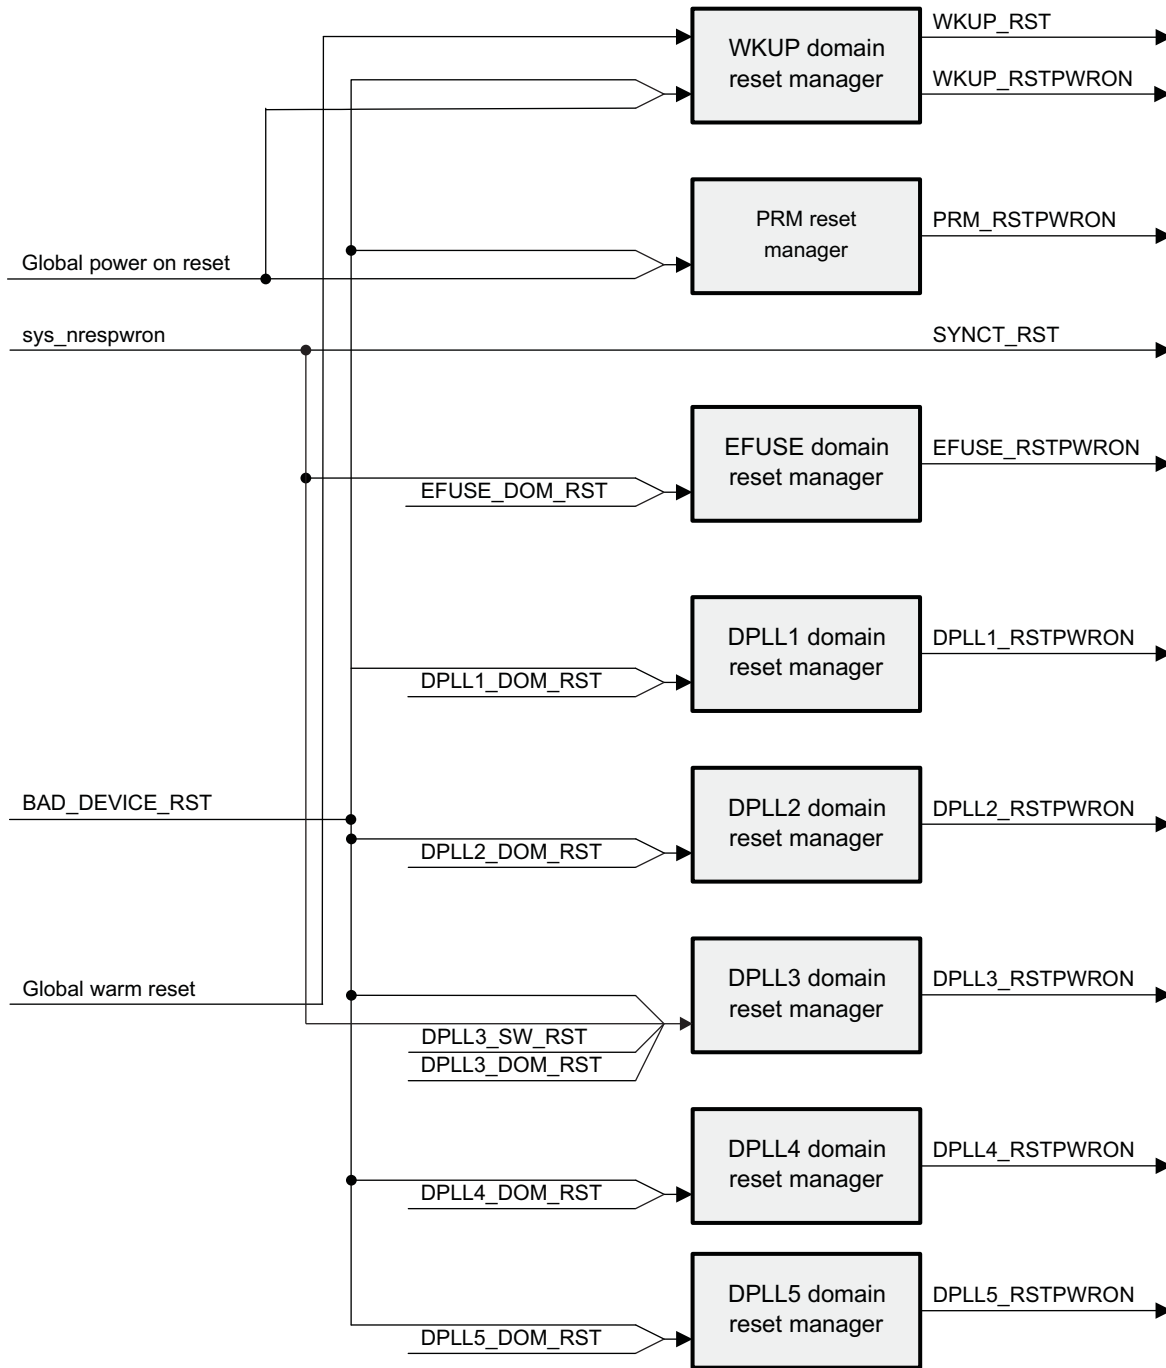 WKUP_RST
WKUP domain
reset manager
WKUP_RSTPWRON
PRM reset
manager
PRM_RSTPWRON
Global power on reset
sys_nrespwron
SYNCT_RST
EFUSE domain
reset manager
EFUSE_RSTPWRON
EFUSE_DOM_RST
DPLL1 domain
reset manager
DPLL1_RSTPWRON
DPLL1_DOM_RST
BAD_DEVICE_RST
DPLL2 domain
reset manager
DPLL2_RSTPWRON
DPLL2_DOM_RST
Global warm reset
DPLL3 domain
reset manager
DPLL3_RSTPWRON
DPLL3_SW_RST
DPLL3_DOM_RST
DPLL4 domain
reset manager
DPLL4_RSTPWRON
DPLL4_DOM_RST
DPLL5 domain
reset manager
DPLL5_RSTPWRON
DPLL5_DOM_RST